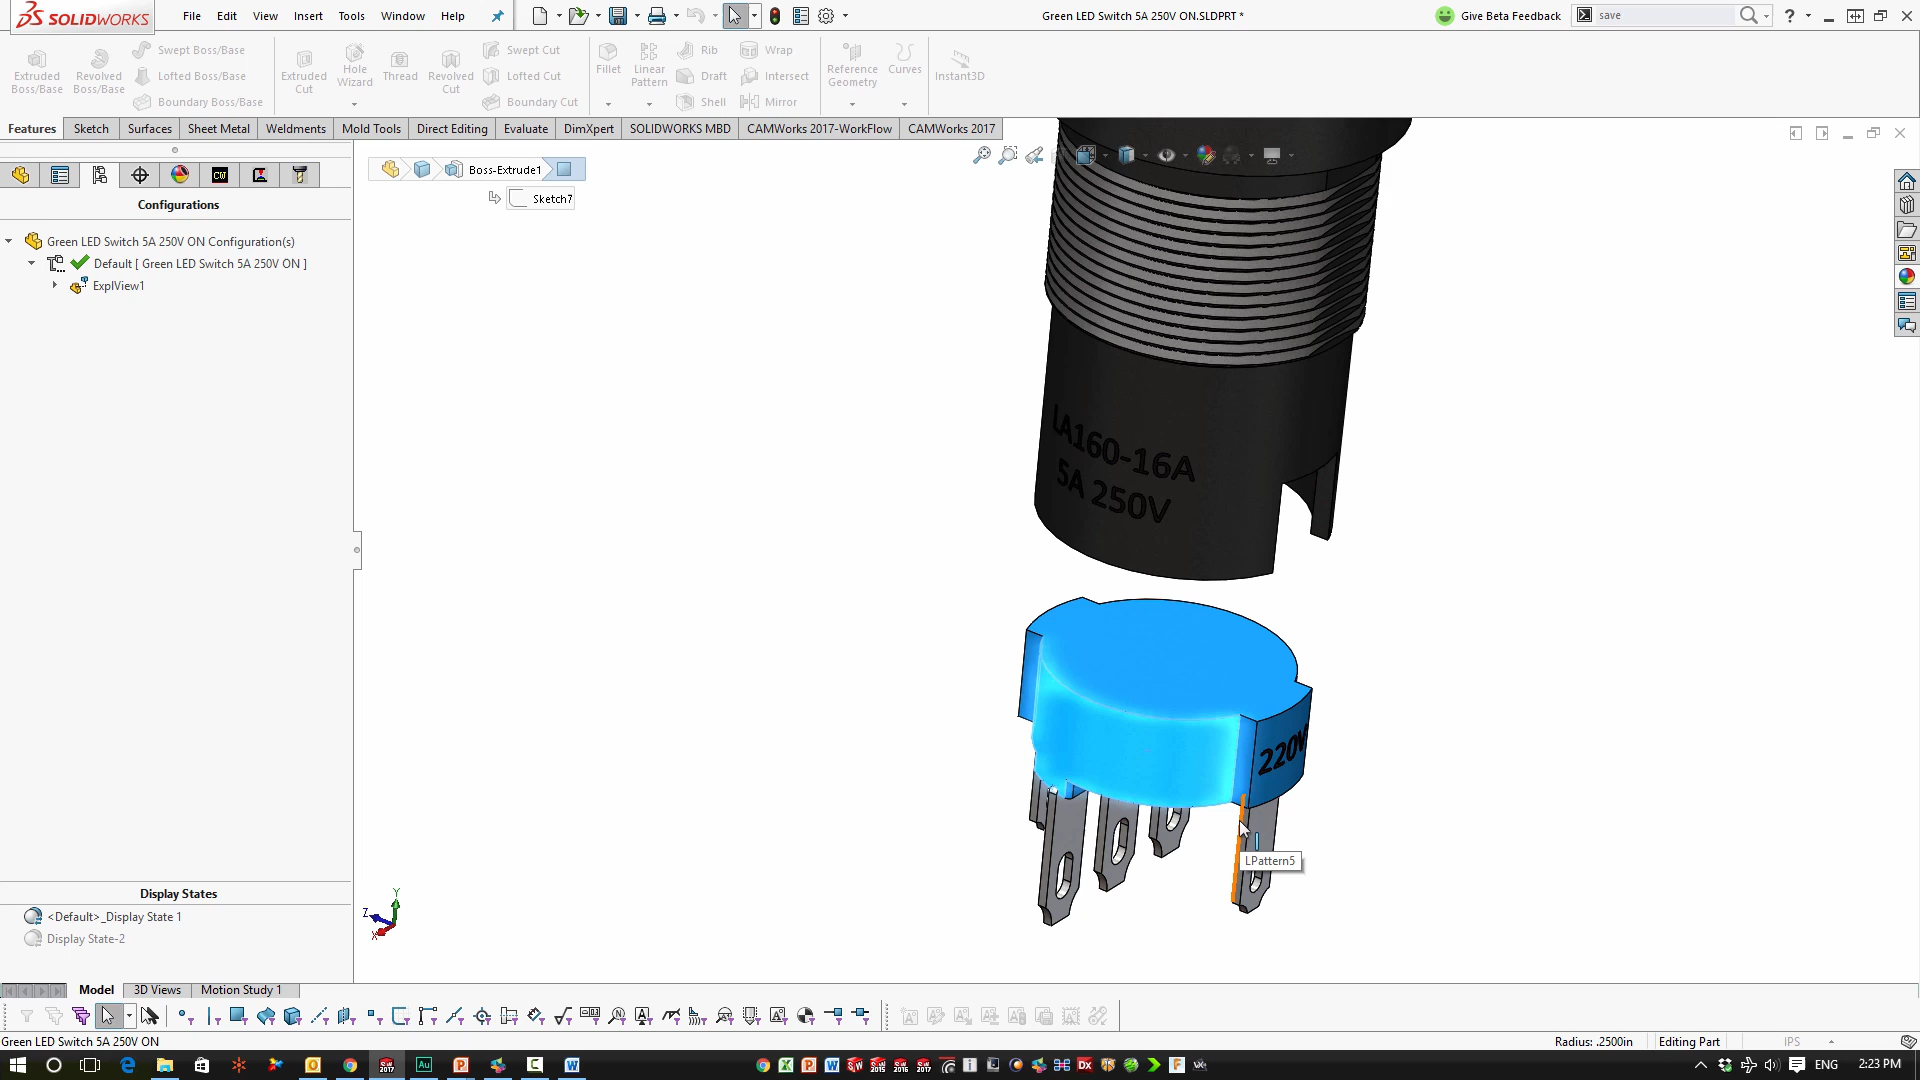 SOLIDWORKS
File Edit View Insert Tools Window Help
Green LED Switch 5A 250V ON.SLDPRT *
Give Beta Feedback
save
Extruded Boss/Base
Revolved Boss/Base
Swept Boss/Base
Lofted Boss/Base
Boundary Boss/Base
Extruded Cut
Hole Wizard
Thread
Revolved Cut
Swept Cut
Lofted Cut
Boundary Cut
Fillet
Linear Pattern
Rib
Draft
Shell
Wrap
Intersect
Mirror
Reference Geometry
Curves
Instant3D
Features Sketch Surfaces Sheet Metal Weldments Mold Tools Direct Editing Evaluate DimXpert SOLIDWORKS MBD CAMWorks 2017-WorkFlow CAMWorks 2017
Boss-Extrude1
Sketch7
Configurations
Green LED Switch 5A 250V ON Configuration(s)
Default [ Green LED Switch 5A 250V ON ]
ExplView1
LA160-16A
5A 250V
220V
LPattern5
Display States
<Default>_Display State 1
Display State-2
Y
Z
X
Model 3D Views Motion Study 1
Green LED Switch 5A 250V ON
Radius: .2500in
Editing Part
IPS
ENG
2:23 PM